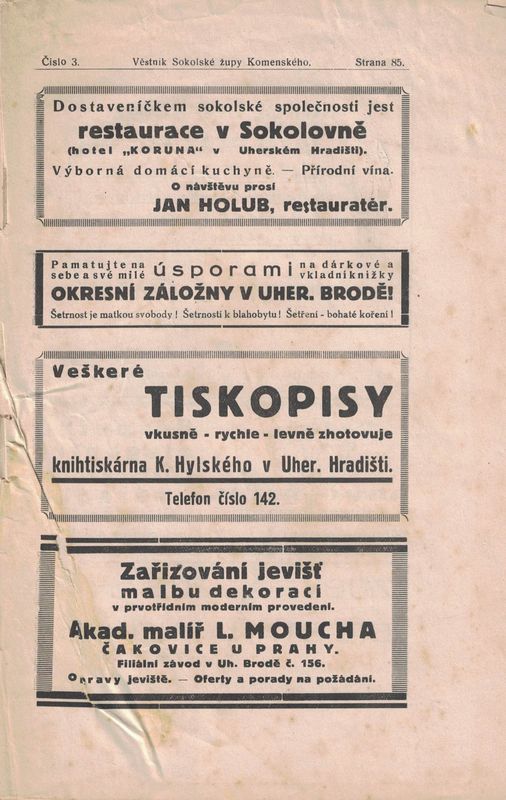 Číslo 3. Věstník Sokolské župy Komenského. Strana 85.
Dostaveníčkem sokolské společnosti jest
restaurace v Sokolovně
(hotel „KORUNA“ v Uherském Hradišti).
Výborná domácí kuchyně. — Přírodní vína.
O návštěvu prosí
JAN HOLUB, restauratér.
Pamatujte na
sebe a své milé
úsporami
na dárkové a
vkladní knížky
OKRESNÍ ZÁLOŽNY V UHER. BRODĚ!
Šetrnost je matkou svobody! Šetrností k blahobytu! Šetření - bohaté koření!
Veškeré
TISKOPISY
vkusně - rychle - levně zhotovuje
knihtiskárna K. Hylského v Uher. Hradišti.
Telefon číslo 142.
Zařizování jevišť
malbu dekorací
v prvotřídním moderním provedení.
Akad. malíř L. MOUCHA
ČAKOVICE U PRAHY.
Filiální závod v Uh. Brodě č. 156.
Opravy jeviště. — Oferty a porady na požádání.